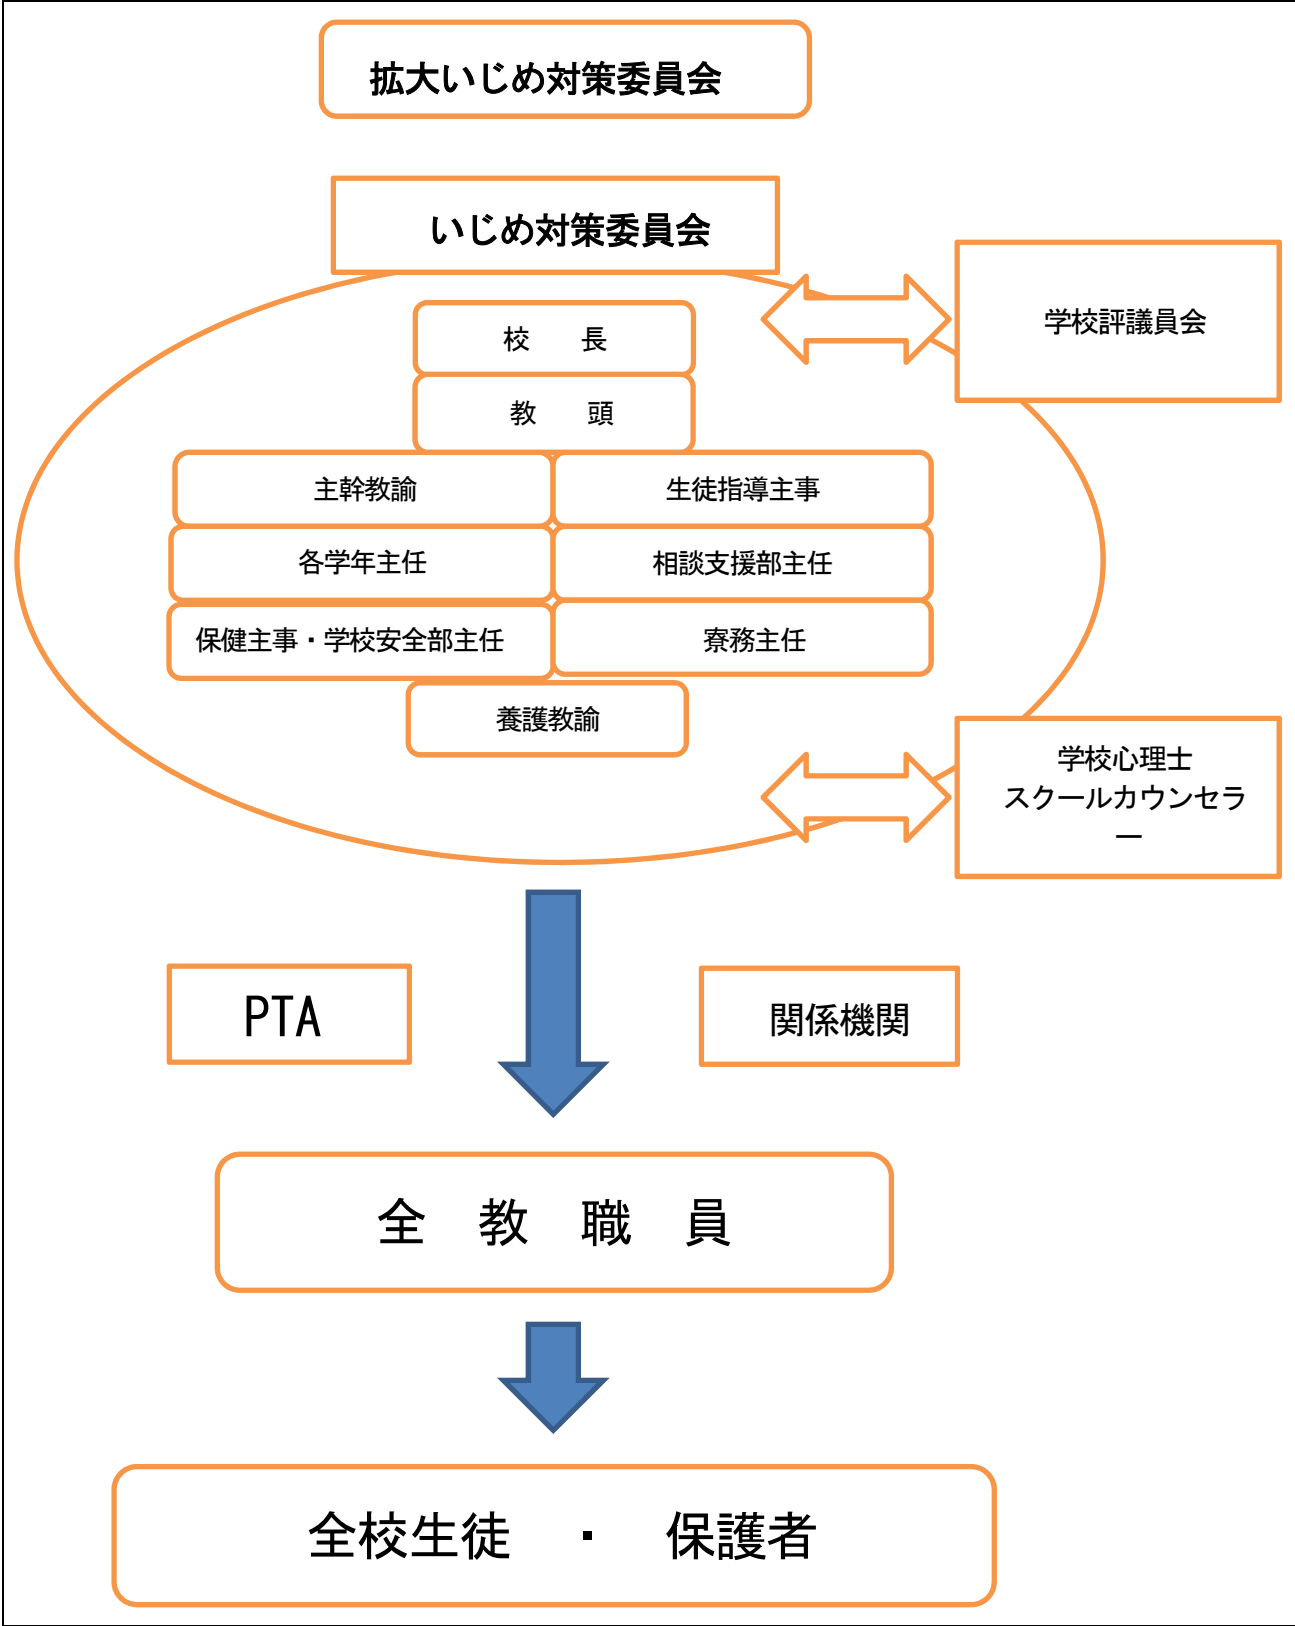 拡大いじめ対策委員会
いじめ対策委員会
学校評議員会
校　長
教　頭
主幹教諭
生徒指導主事
各学年主任
相談支援部主任
保健主事・学校安全部主任
寮務主任
養護教諭
学校心理士
スクールカウンセラ
ー
PTA
関係機関
全　教　職　員
全校生徒　・　保護者